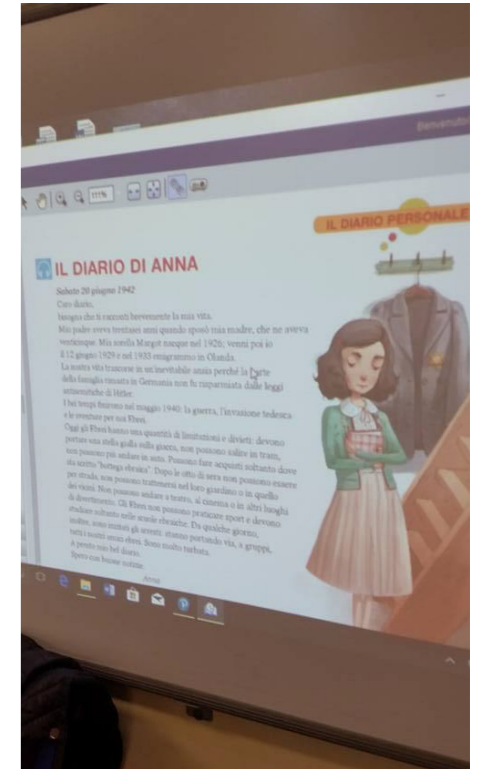 Benvenuto
111%
IL DIARIO PERSONALE
IL DIARIO DI ANNA
Sabato 20 giugno 1942
Caro diario,
bisogna che ti racconti brevemente la mia vita.
Mio padre aveva trentasei anni quando sposò mia madre, che ne aveva
venticinque. Mia sorella Margot nacque nel 1926; venni poi io
il 12 giugno 1929 e nel 1933 emigrammo in Olanda.
La nostra vita trascorse in un'inevitabile ansia perché la parte
della famiglia rimasta in Germania non fu risparmiata dalle leggi
antisemitiche di Hitler.
I bei tempi finirono nel maggio 1940: la guerra, l'invasione tedesca
e le sventure per noi Ebrei.
Oggi gli Ebrei hanno una quantità di limitazioni e divieti: devono
portare una stella gialla sulla giacca, non possono salire in tram,
non possono più andare in auto. Possono fare acquisti soltanto dove
sta scritto "bottega ebraica". Dopo le otto di sera non possono essere
per strada, non possono trattenersi nel loro giardino o in quello
dei vicini. Non possono andare a teatro, al cinema o in altri luoghi
di divertimento. Gli Ebrei non possono praticare sport e devono
studiare soltanto nelle scuole ebraiche. Da qualche giorno,
inoltre, sono iniziati gli arresti: stanno portando via, a gruppi,
tutti i nostri amici ebrei. Sono molto turbata.
A presto mio bel diario.
Spero con buone notizie.
Anna